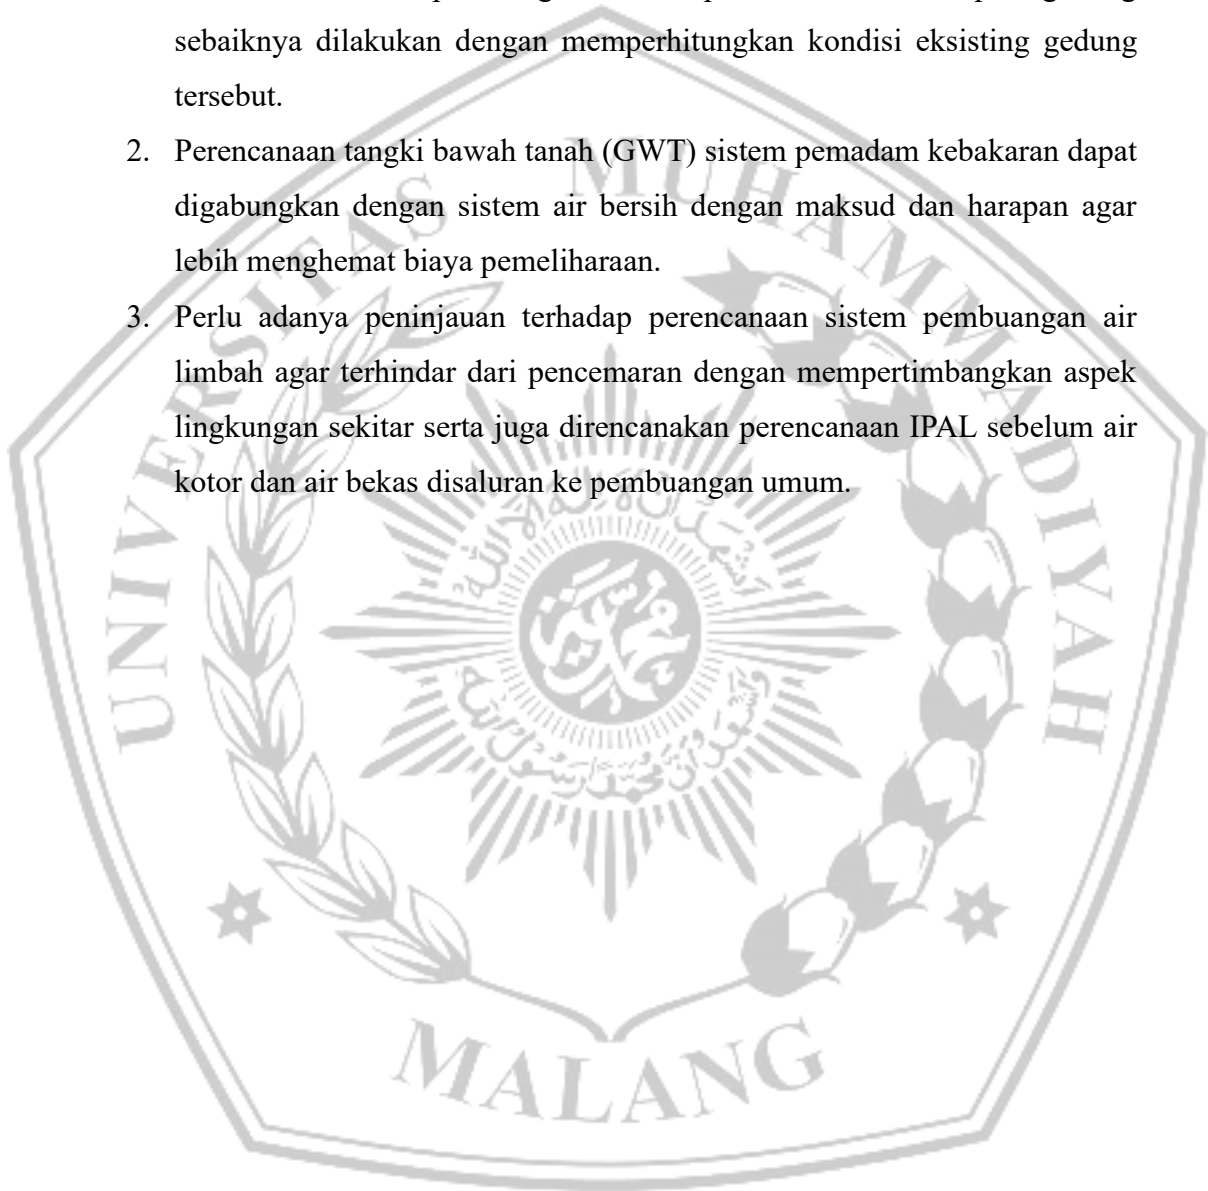 sebaiknya dilakukan dengan memperhitungkan kondisi eksisting gedung
tersebut.
2. Perencanaan tangki bawah tanah (GWT) sistem pemadam kebakaran dapat
digabungkan dengan sistem air bersih dengan maksud dan harapan agar
lebih menghemat biaya pemeliharaan.
3. Perlu adanya peninjauan terhadap perencanaan sistem pembuangan air
limbah agar terhindar dari pencemaran dengan mempertimbangkan aspek
lingkungan sekitar serta juga direncanakan perencanaan IPAL sebelum air
kotor dan air bekas disaluran ke pembuangan umum.
UNIVERSITAS MUHAMMADIYAH
MALANG